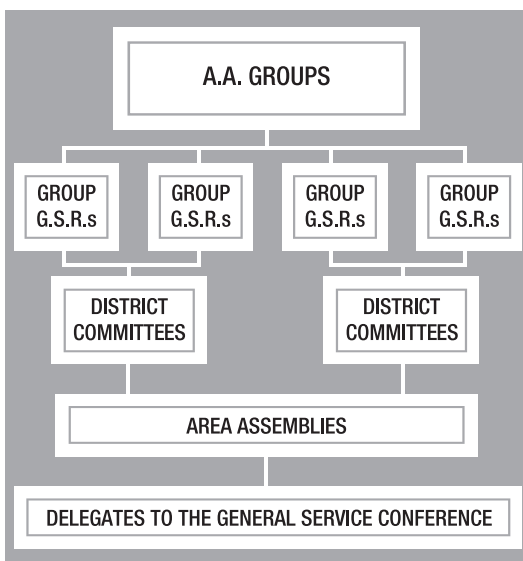 A.A. GROUPS
GROUP
G.S.R.s
GROUP
G.S.R.s
GROUP
G.S.R.s
GROUP
G.S.R.s
DISTRICT
COMMITTEES
DISTRICT
COMMITTEES
AREA ASSEMBLIES
DELEGATES TO THE GENERAL SERVICE CONFERENCE